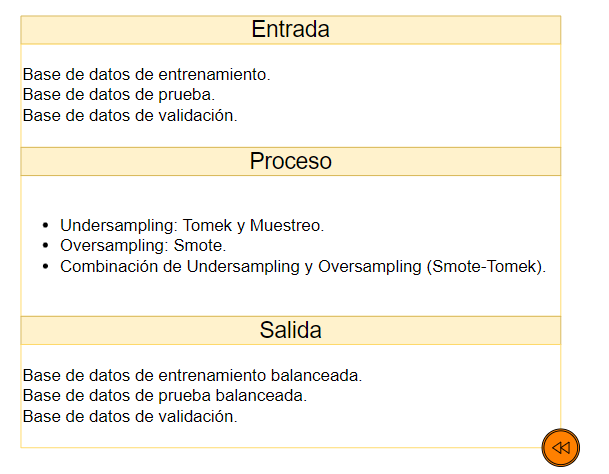 Entrada
Base de datos de entrenamiento.
Base de datos de prueba.
Base de datos de validación.
Proceso
• Undersampling: Tomek y Muestreo.
• Oversampling: Smote.
• Combinación de Undersampling y Oversampling (Smote-Tomek).
Salida
Base de datos de entrenamiento balanceada.
Base de datos de prueba balanceada.
Base de datos de validación.